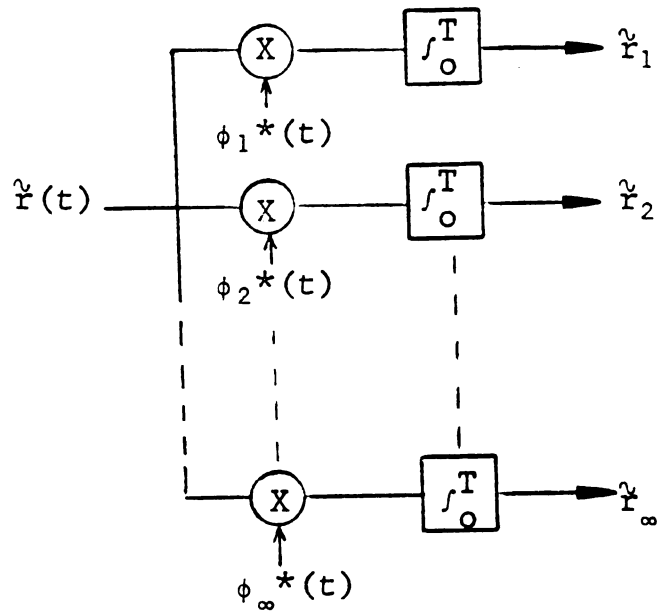 X ∫₀ᵀ r̃₁
ϕ₁*(t)
r̃(t) X ∫₀ᵀ r̃₂
ϕ₂*(t)
X ∫₀ᵀ r̃∞
ϕ∞*(t)